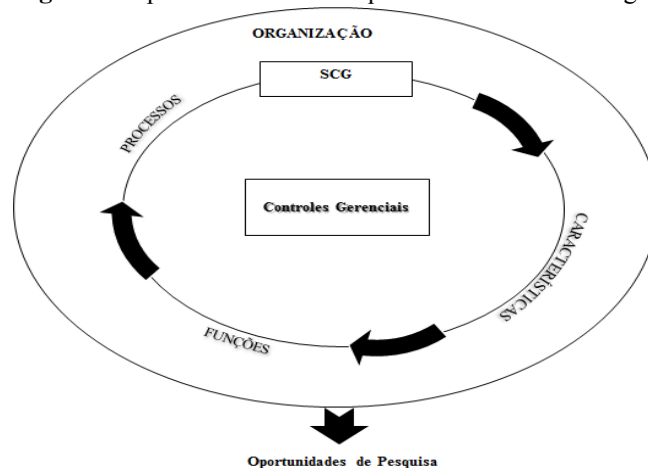 ORGANIZAÇÃO
SCG
PROCESSOS
Controles Gerenciais
CARACTERÍSTICAS
FUNÇÕES
Oportunidades de Pesquisa